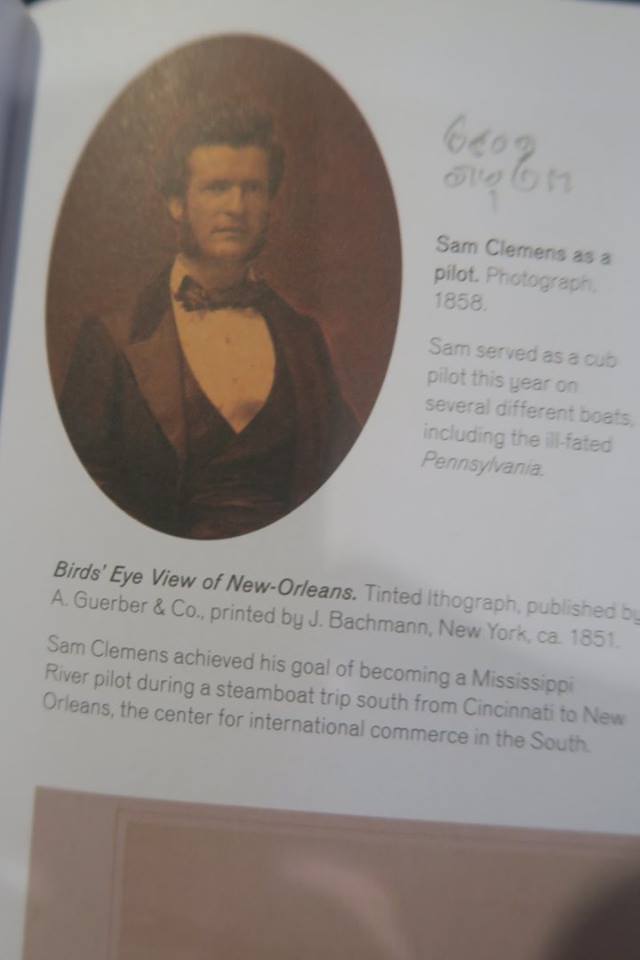 Sam Clemens as a
pilot. Photograph,
1858.
Sam served as a cub
pilot this year on
several different boats,
including the ill-fated
Pennsylvania.
Birds' Eye View of New-Orleans. Tinted lthograph, published by
A. Guerber & Co., printed by J. Bachmann, New York, ca. 1851.
Sam Clemens achieved his goal of becoming a Mississippi
River pilot during a steamboat trip south from Cincinnati to New
Orleans, the center for international commerce in the South.